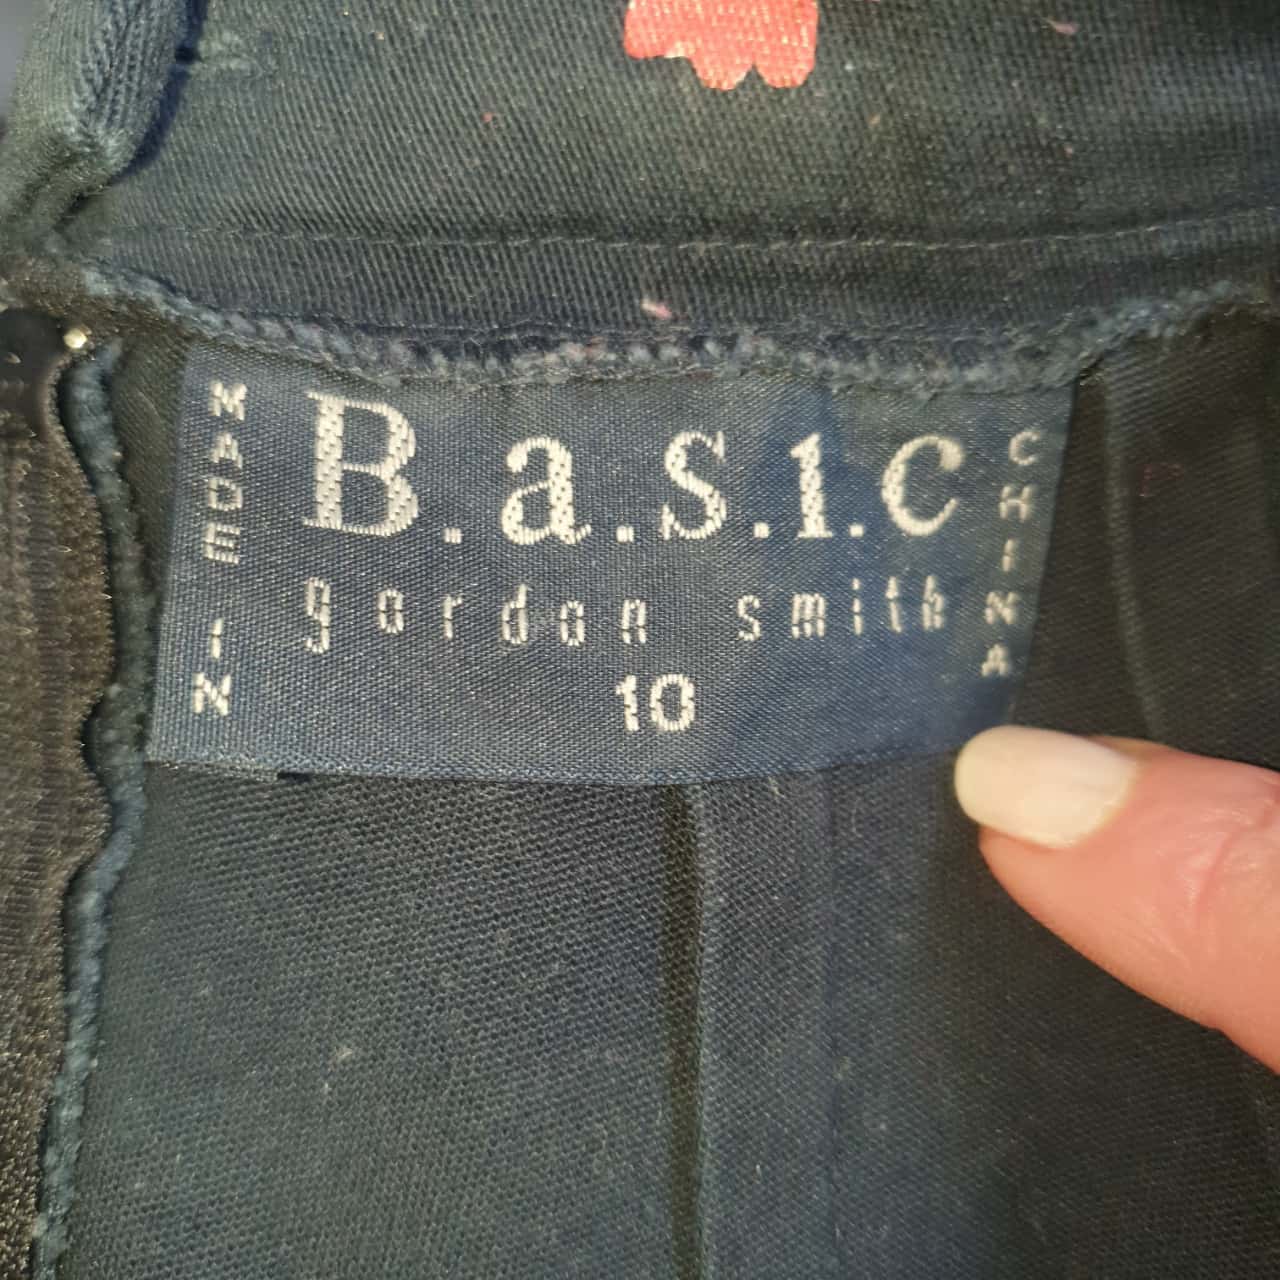 MADE IN
B.a.s.i.c
gordon smith
10
CHINA